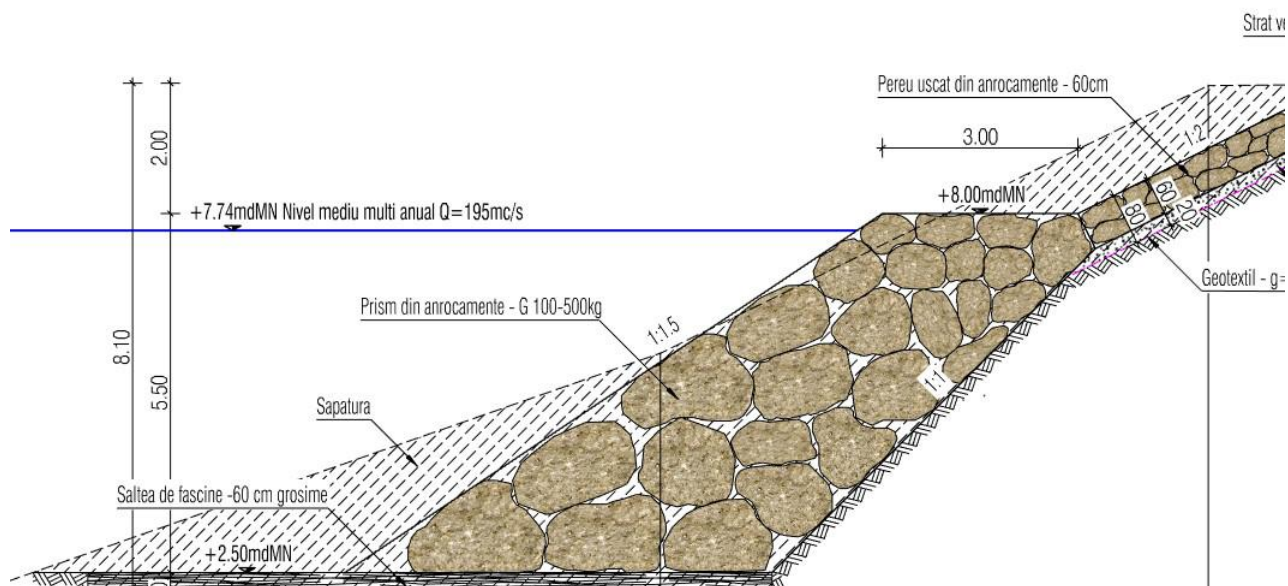 Strat
Pereu uscat din anrocamente - 60cm
2.00
3.00
1:2
+7.74mdMN Nivel mediu multi anual Q=195mc/s
+8.00mdMN
60
20
80
Geotextil - g=
Prism din anrocamente - G 100-500kg
1:1.5
8.10
5.50
1:1
Sapatura
Saltea de fascine -60 cm grosime
+2.50mdMN